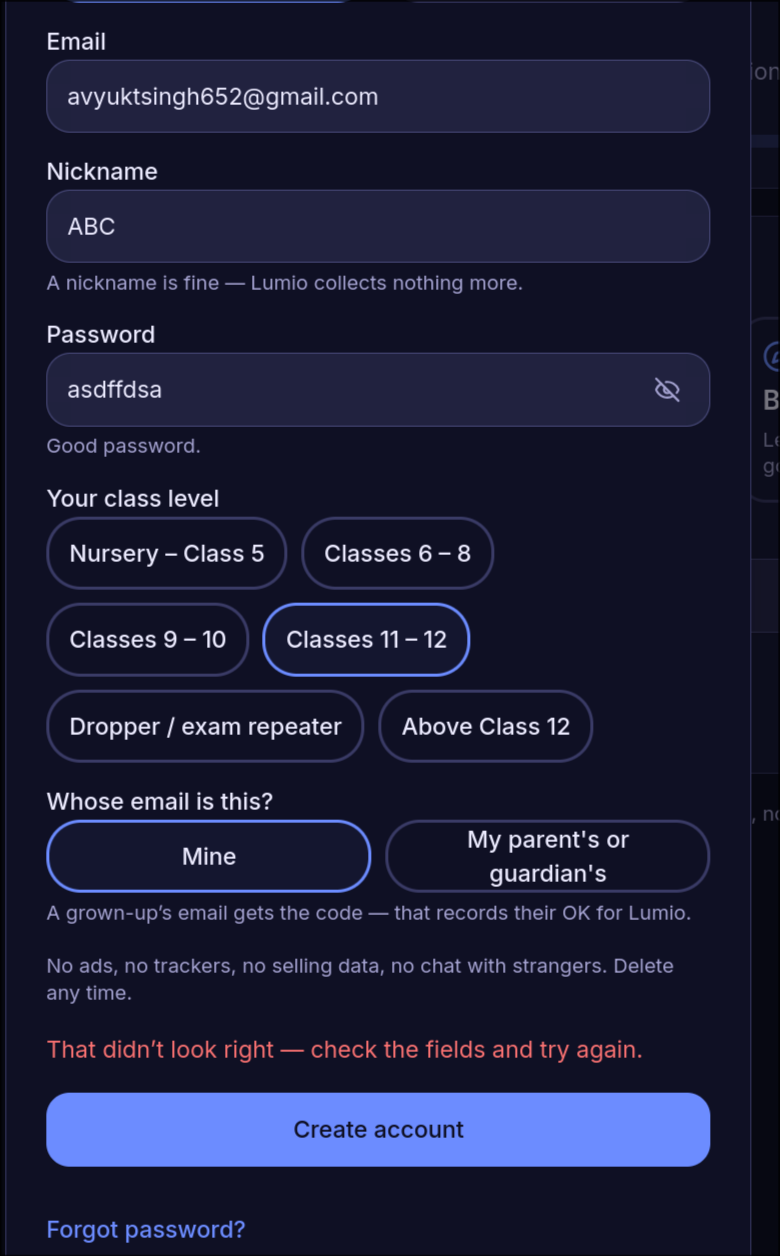 Email
avyuktsingh652@gmail.com
ion
Nickname
ABC
A nickname is fine — Lumio collects nothing more.
Password
asdffdsa
B
Le
Good password.
go
Your class level
Nursery – Class 5
Classes 6 – 8
Classes 9 – 10
Classes 11 – 12
Dropper / exam repeater
Above Class 12
Whose email is this?
, no
Mine
My parent's or
guardian's
A grown-up’s email gets the code — that records their OK for Lumio.
No ads, no trackers, no selling data, no chat with strangers. Delete
any time.
That didn’t look right — check the fields and try again.
Create account
Forgot password?